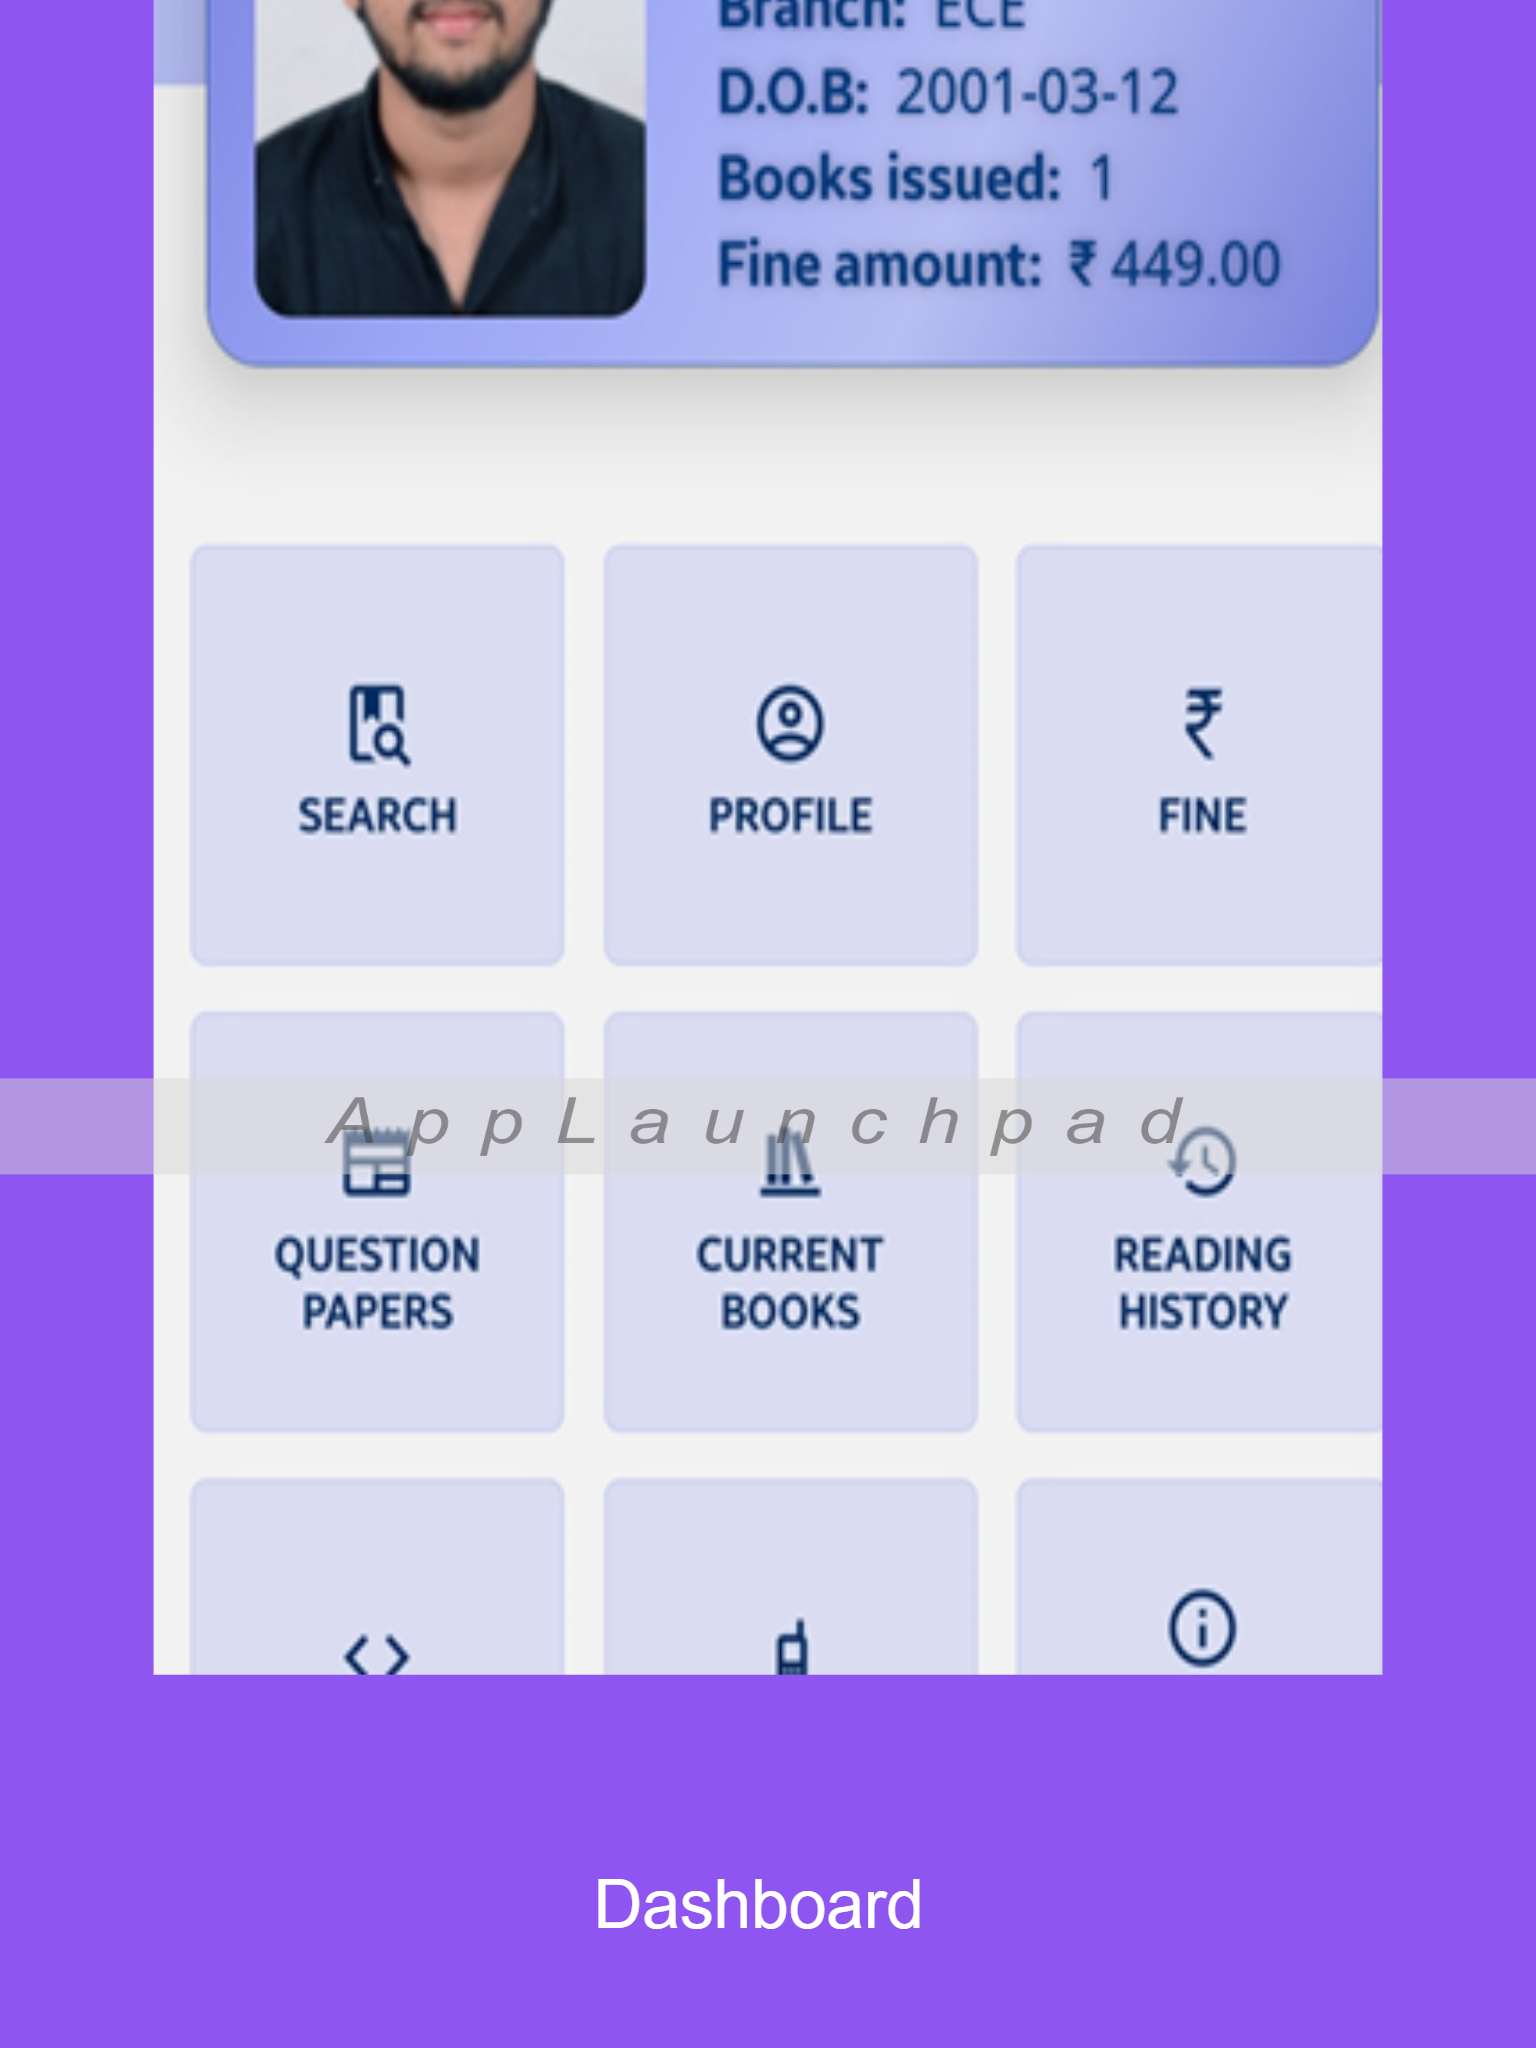 Branch: ECE
D.O.B: 2001-03-12
Books issued: 1
Fine amount: ₹ 449.00
SEARCH
PROFILE
₹
FINE
AppLaunchpad
QUESTION
PAPERS
CURRENT
BOOKS
READING
HISTORY
Dashboard